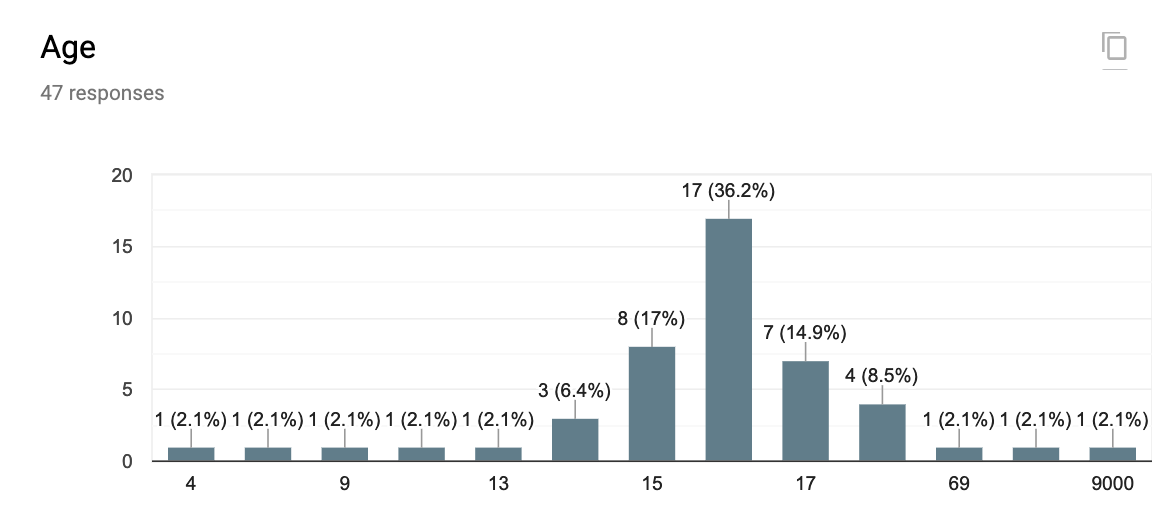 Age
47 responses
20
17 (36.2%)
15
10
8 (17%)
7 (14.9%)
5
3 (6.4%)
4 (8.5%)
1 (2.1%) 1 (2.1%) 1 (2.1%) 1 (2.1%) 1 (2.1%) 1 (2.1%) 1 (2.1%) 1 (2.1%)
0
4 9 13 15 17 69 9000